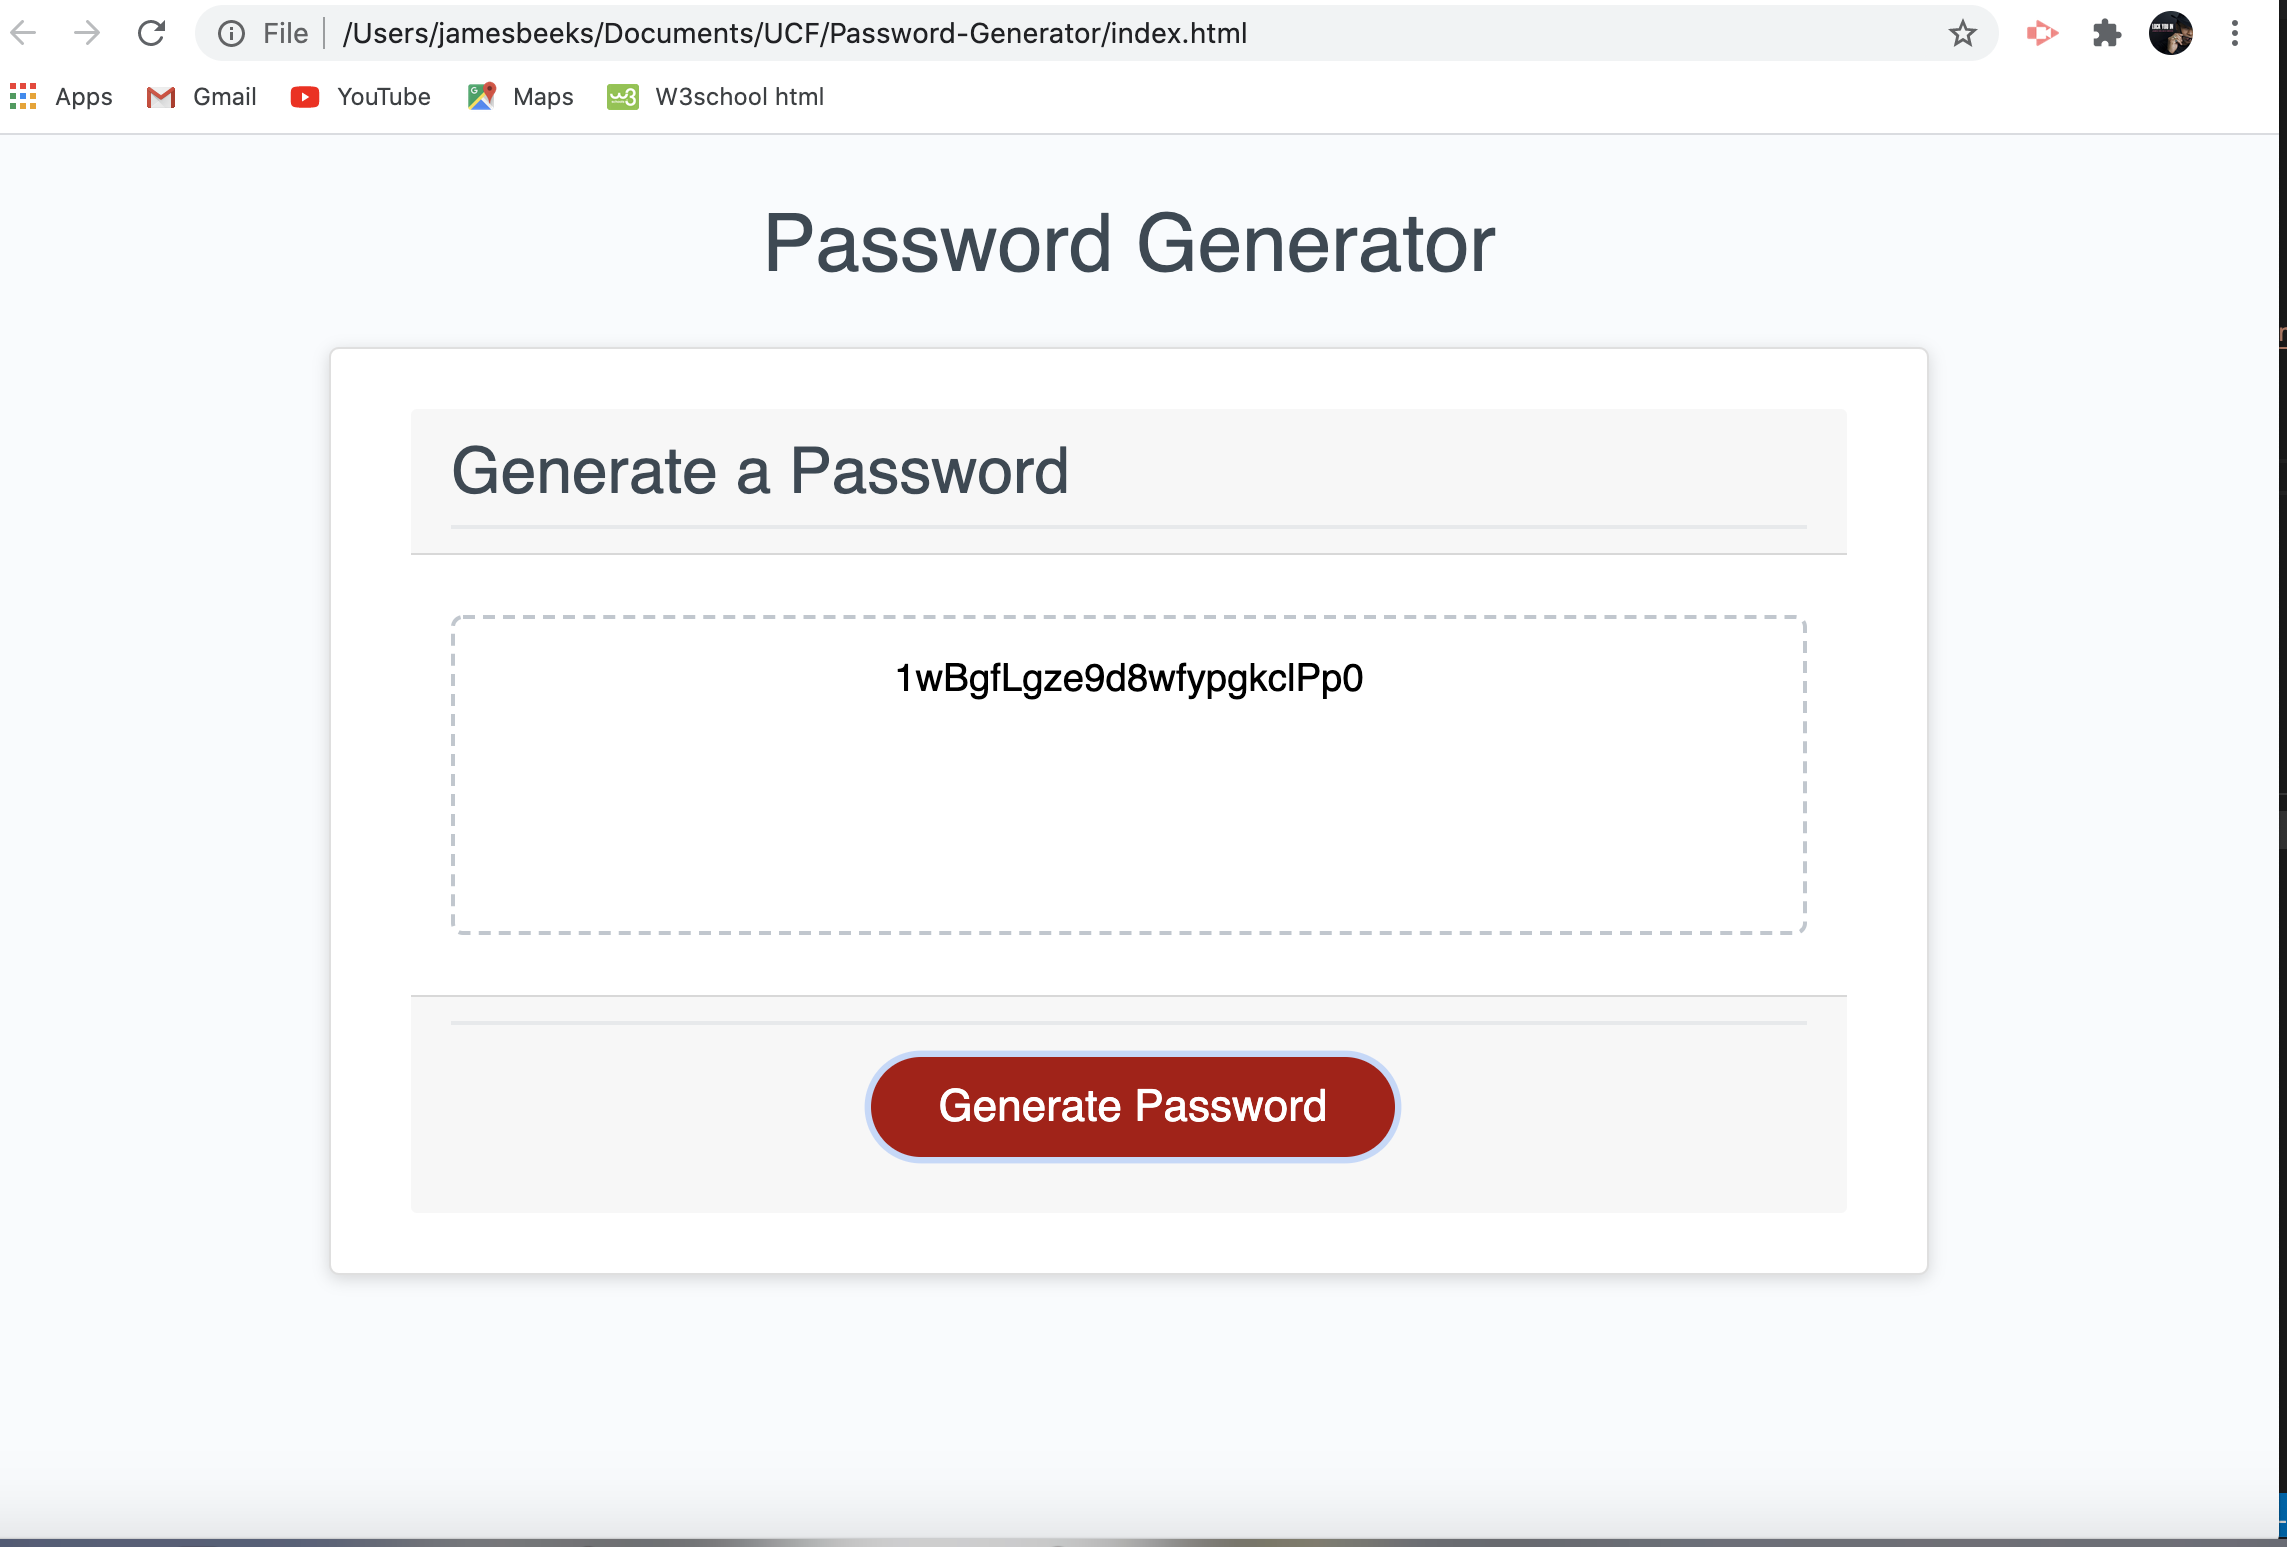 File /Users/jamesbeeks/Documents/UCF/Password-Generator/index.html
Apps Gmail YouTube Maps W3school html
Password Generator
Generate a Password
1wBgfLgze9d8wfypgkclPp0
Generate Password